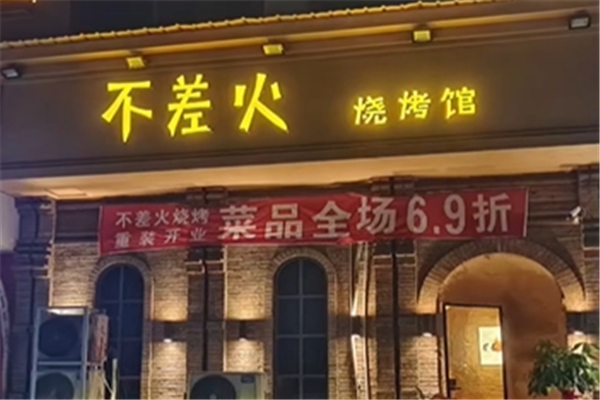 不差火 烧烤馆
不差火烧烤
重装开业
菜品全场6.9折